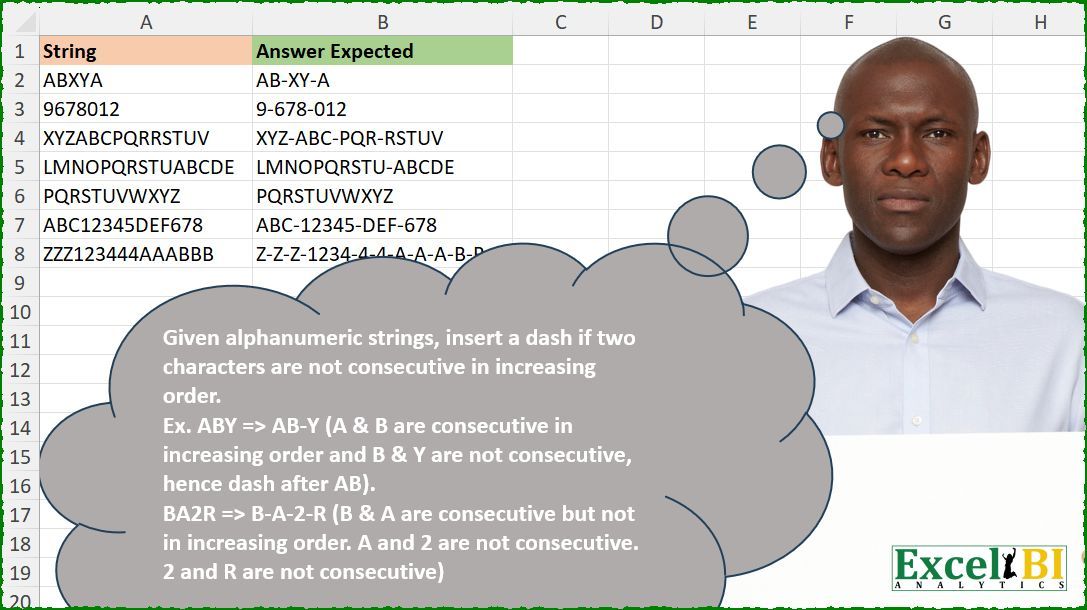 A B C D E F G H
1 String Answer Expected
2 ABXYA AB-XY-A
3 9678012 9-678-012
4 XYZABCPQRRSTUV XYZ-ABC-PQR-RSTUV
5 LMNOPQRSTUABCDE LMNOPQRSTU-ABCDE
6 PQRSTUVWXYZ PQRSTUVWXYZ
7 ABC12345DEF678 ABC-12345-DEF-678
8 ZZZ123444AAABBB Z-Z-Z-1234-4-4-A-A-A-B-B
9
10
11
12
13
14
15
16
17
18
19
20
Given alphanumeric strings, insert a dash if two
characters are not consecutive in increasing
order.
Ex. ABY => AB-Y (A & B are consecutive in
increasing order and B & Y are not consecutive,
hence dash after AB).
BA2R => B-A-2-R (B & A are consecutive but not
in increasing order. A and 2 are not consecutive.
2 and R are not consecutive)
Excel BI
ANALYTICS